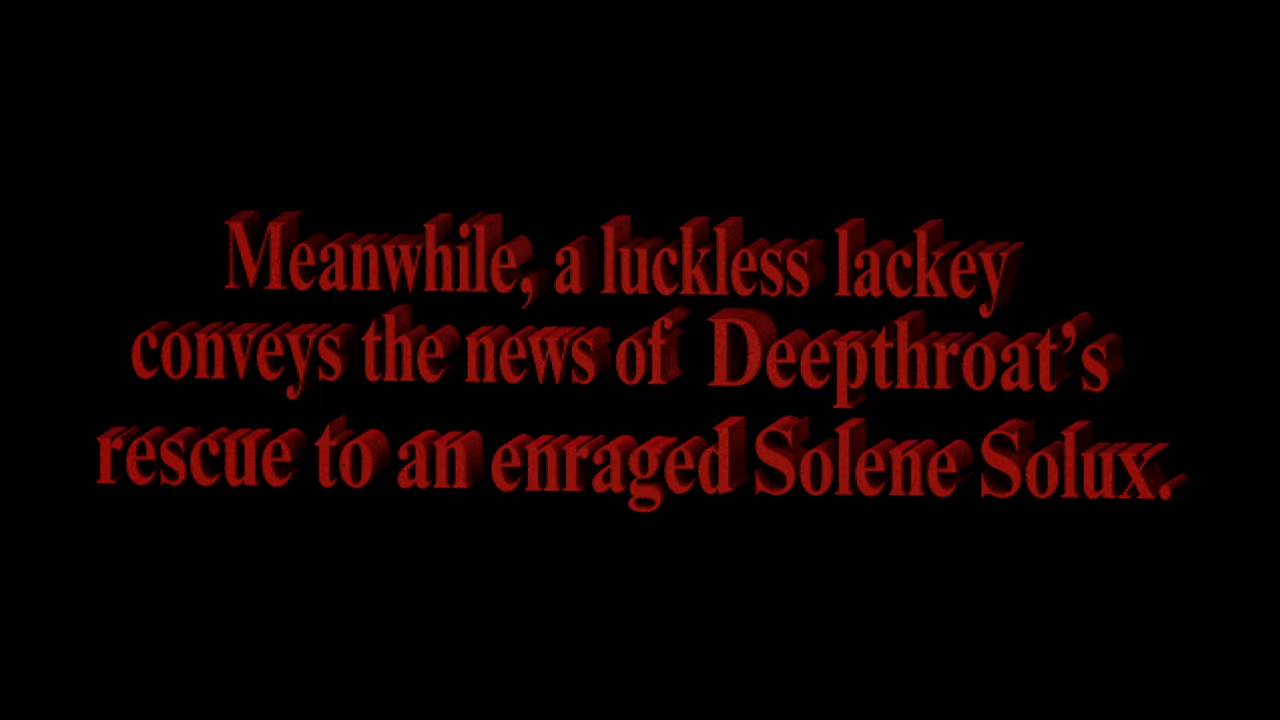 Meanwhile, a luckless lackey
conveys the news of Deepthroat’s
rescue to an enraged Solene Solux.